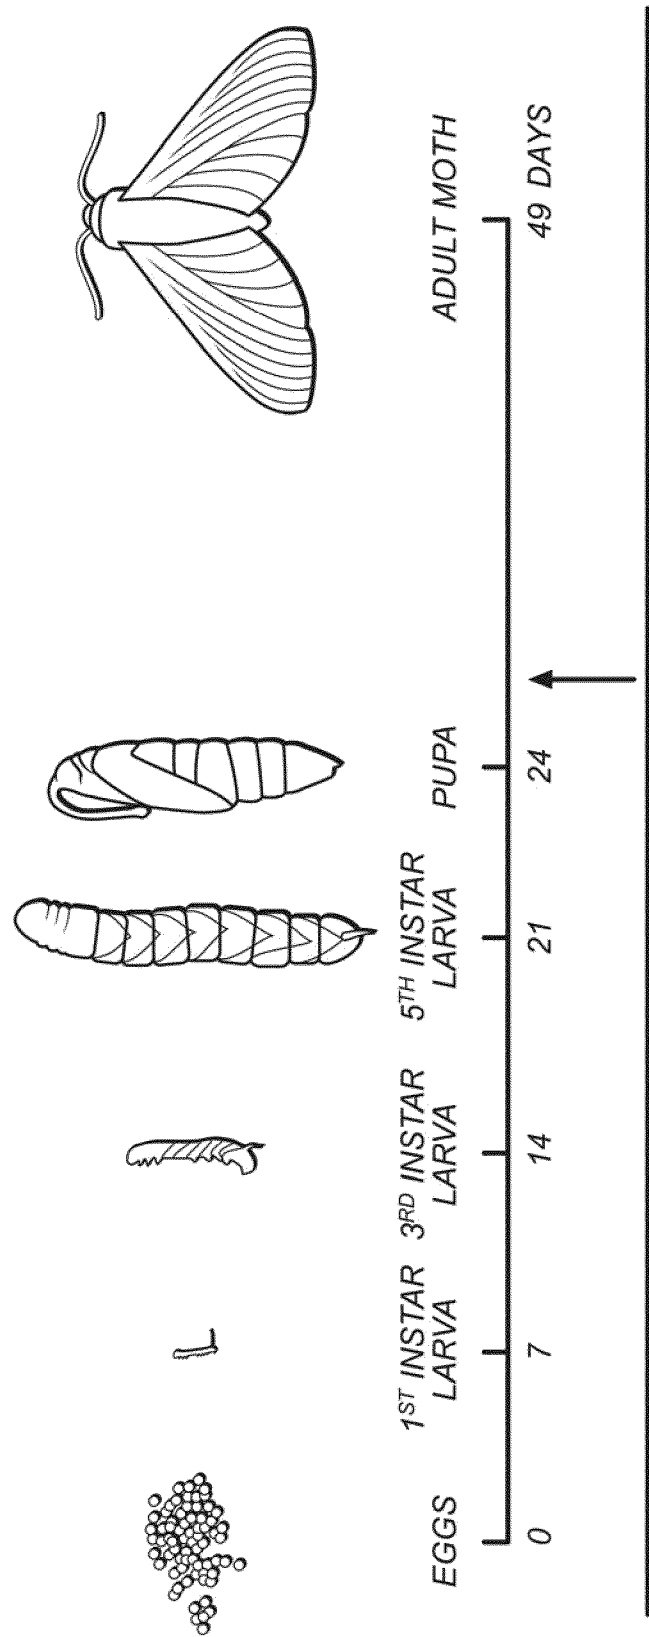 EGGS
1ST INSTAR
LARVA
3RD INSTAR
LARVA
5TH INSTAR
LARVA
PUPA
ADULT MOTH
0
7
14
21
24
49 DAYS